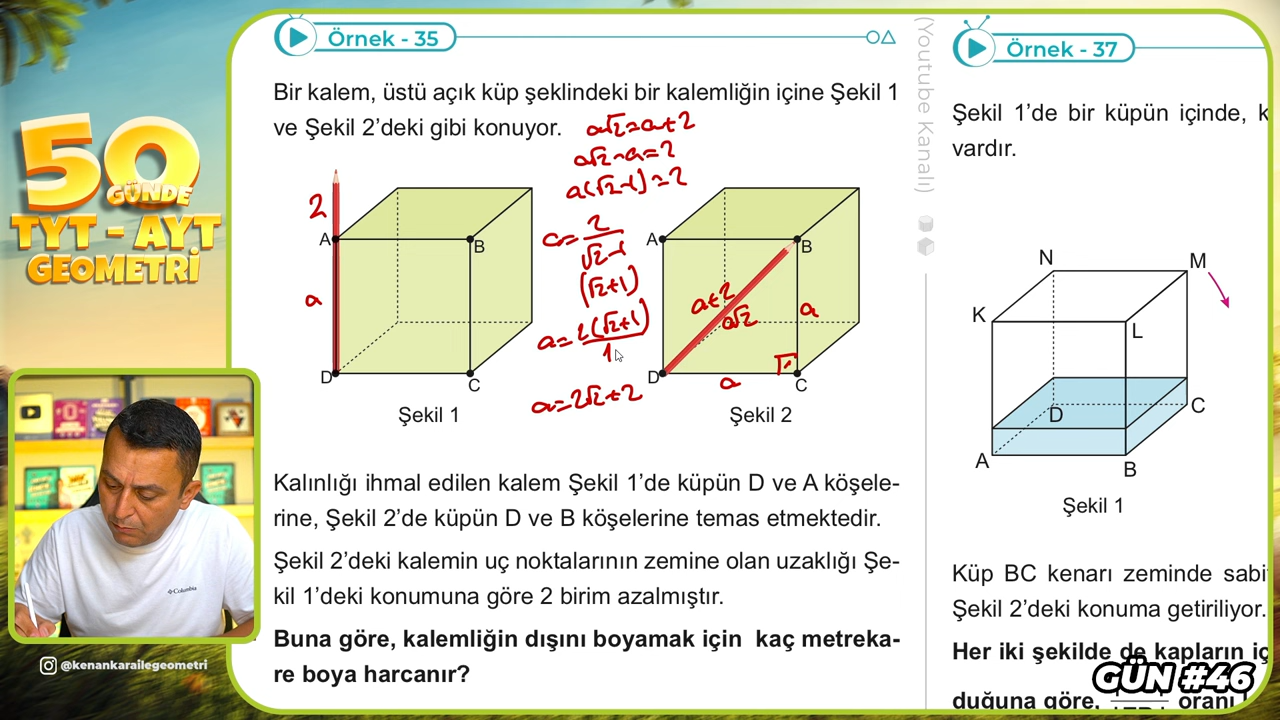 50
GÜNDE
TYT - AYT
GEOMETRİ
Örnek - 35
Bir kalem, üstü açık küp şeklindeki bir kalemliğin içine Şekil 1
ve Şekil 2’deki gibi konuyor.
a√2=a+2
a√2-a=2
a(√2-1)=2
a=2/(√2-1)
(√2+1)
a=2(√2+1)/1
a=2√2+2
2
A
B
a
D
C
Şekil 1
A
B
a+2
a√2
a
D
a
C
Şekil 2
Kalınlığı ihmal edilen kalem Şekil 1’de küpün D ve A köşele-
rine, Şekil 2’de küpün D ve B köşelerine temas etmektedir.
Şekil 2’deki kalemin uç noktalarının zemine olan uzaklığı Şe-
kil 1’deki konumuna göre 2 birim azalmıştır.
Buna göre, kalemliğin dışını boyamak için kaç metreka-
re boya harcanır?
(Youtube Kanalı)
Örnek - 37
Şekil 1’de bir küpün içinde, k
vardır.
N
M
K
L
D
C
A
B
Şekil 1
Küp BC kenarı zeminde sabi
Şekil 2’deki konuma getiriliyor.
Her iki şekilde de kapların iç
duğuna göre, oranı
GÜN #46
@kenankarailegeometri
Columbia